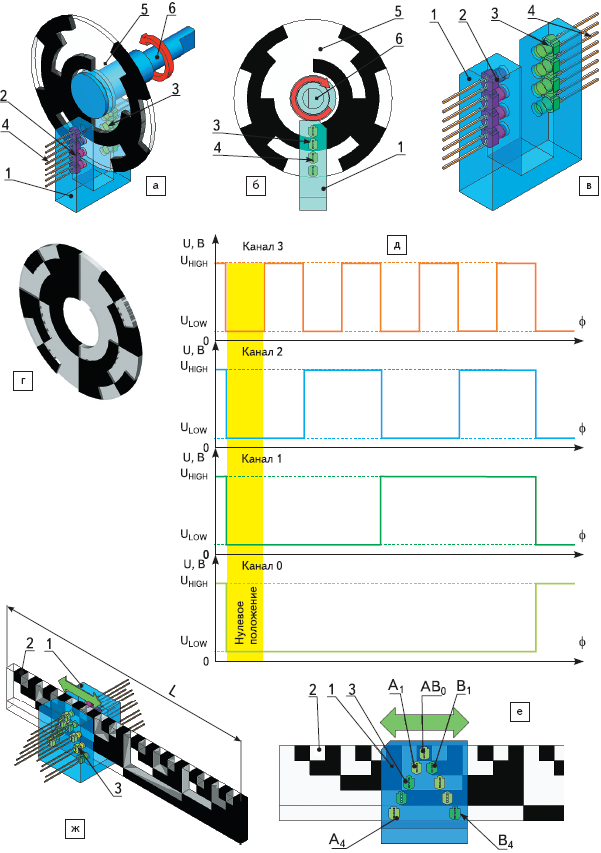 5
6
2
3
4
1
а
5
6
3
4
1
б
1
2
3
4
в
г
д
U, В
Канал 3
UHIGH
ULOW
0
ϕ
U, В
Канал 2
UHIGH
ULOW
0
ϕ
U, В
Канал 1
UHIGH
ULOW
0
ϕ
U, В
Канал 0
UHIGH
ULOW
0
ϕ
Нулевое
положение
2
1
L
3
ж
2
1
3
A1
AB0
B1
е
A4
B4